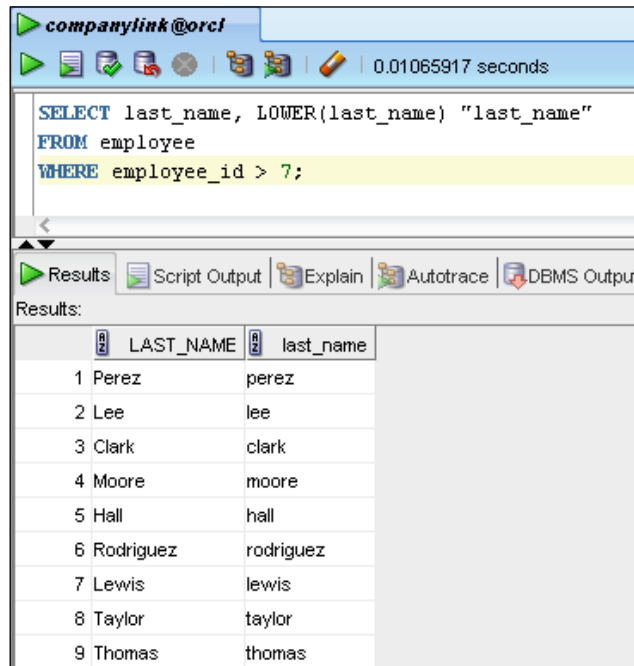 companylink@orcl
0.01065917 seconds
SELECT last_name, LOWER(last_name) "last_name"
FROM employee
WHERE employee_id > 7;
Results Script Output Explain Autotrace DBMS Outpu
Results:
LAST_NAME last_name
1 Perez perez
2 Lee lee
3 Clark clark
4 Moore moore
5 Hall hall
6 Rodriguez rodriguez
7 Lewis lewis
8 Taylor taylor
9 Thomas thomas